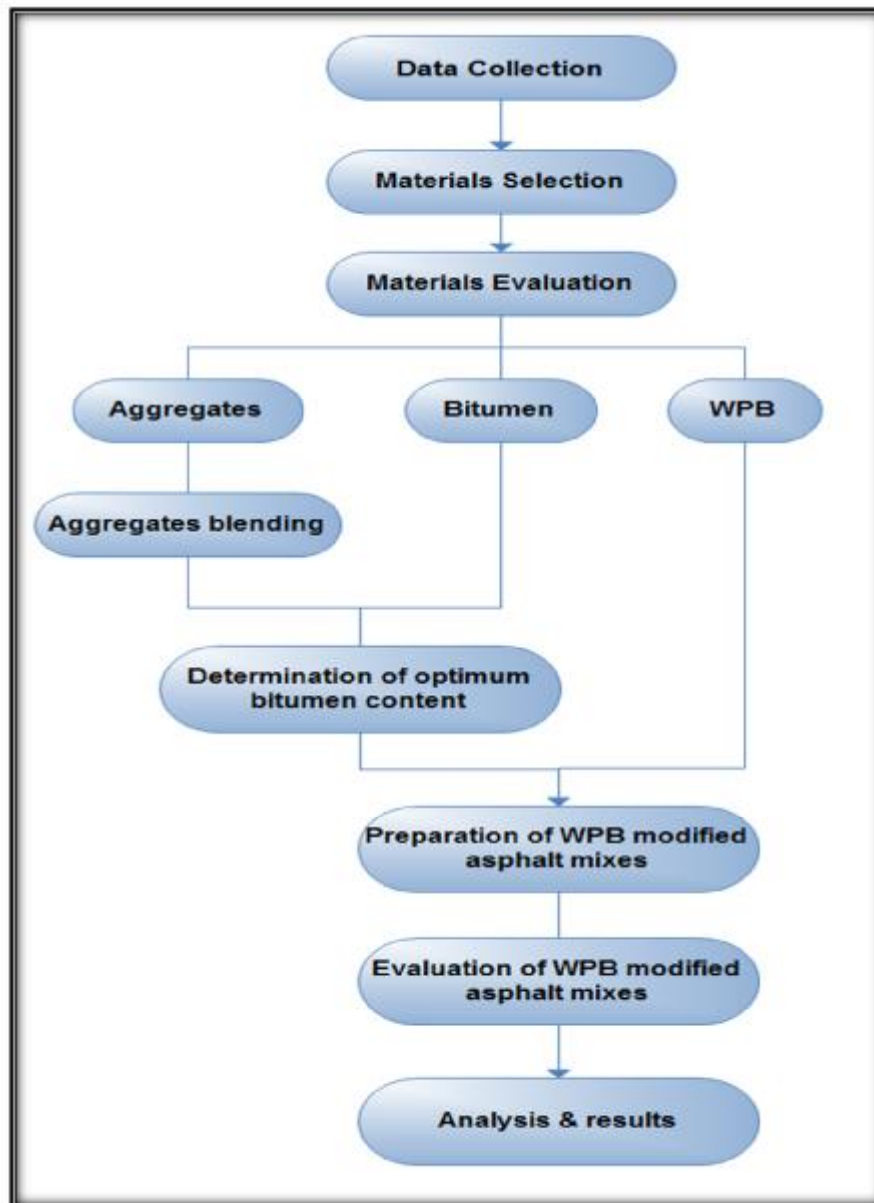 Data Collection
Materials Selection
Materials Evaluation
Aggregates
Bitumen
WPB
Aggregates blending
Determination of optimum
bitumen content
Preparation of WPB modified
asphalt mixes
Evaluation of WPB modified
asphalt mixes
Analysis & results